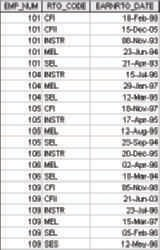 EMP_NUM RTG_CODE EARNRTG_DATE
101 CFI 18-Feb-98
101 CFII 15-Dec-05
101 INSTR 08-Nov-93
101 MEL 23-Jun-94
101 SEL 21-Apr-93
104 INSTR 15-Jul-96
104 MEL 29-Jan-97
104 SEL 12-Mar-95
105 CFI 18-Nov-97
105 INSTR 17-Apr-95
105 MEL 12-Aug-95
105 SEL 23-Sep-94
106 INSTR 20-Dec-95
106 MEL 02-Apr-96
106 SEL 10-Mar-94
109 CFI 05-Nov-98
109 CFII 21-Jun-03
109 INSTR 23-Jul-96
109 MEL 15-Mar-97
109 SEL 05-Feb-96
109 SES 12-May-96